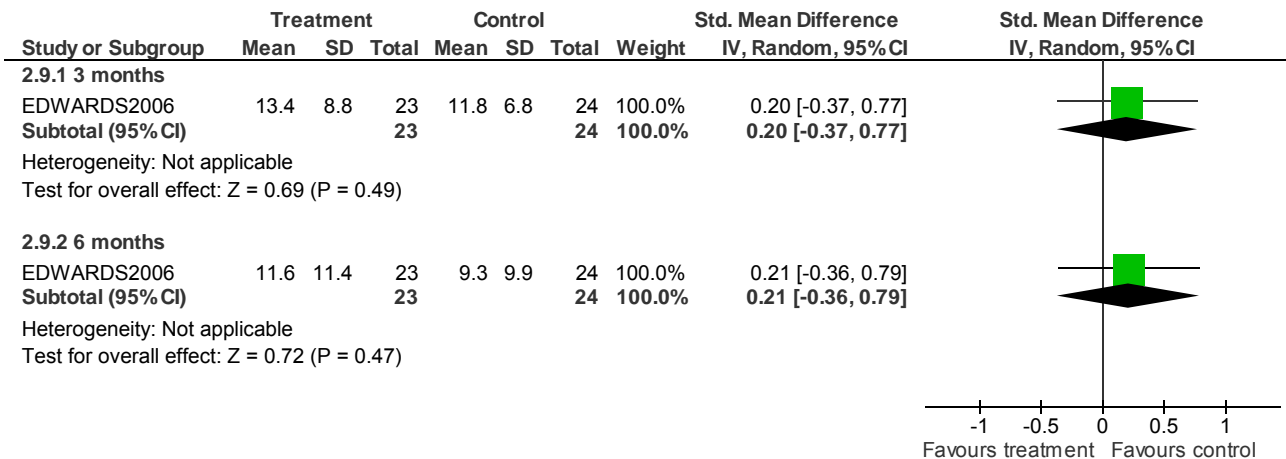 Treatment Control Std. Mean Difference Std. Mean Difference
Study or Subgroup Mean SD Total Mean SD Total Weight IV, Random, 95% CI IV, Random, 95% CI
2.9.1 3 months
EDWARDS2006 13.4 8.8 23 11.8 6.8 24 100.0% 0.20 [-0.37, 0.77]
Subtotal (95% CI) 23 24 100.0% 0.20 [-0.37, 0.77]
Heterogeneity: Not applicable
Test for overall effect: Z = 0.69 (P = 0.49)
2.9.2 6 months
EDWARDS2006 11.6 11.4 23 9.3 9.9 24 100.0% 0.21 [-0.36, 0.79]
Subtotal (95% CI) 23 24 100.0% 0.21 [-0.36, 0.79]
Heterogeneity: Not applicable
Test for overall effect: Z = 0.72 (P = 0.47)
-1 -0.5 0 0.5 1
Favours treatment Favours control